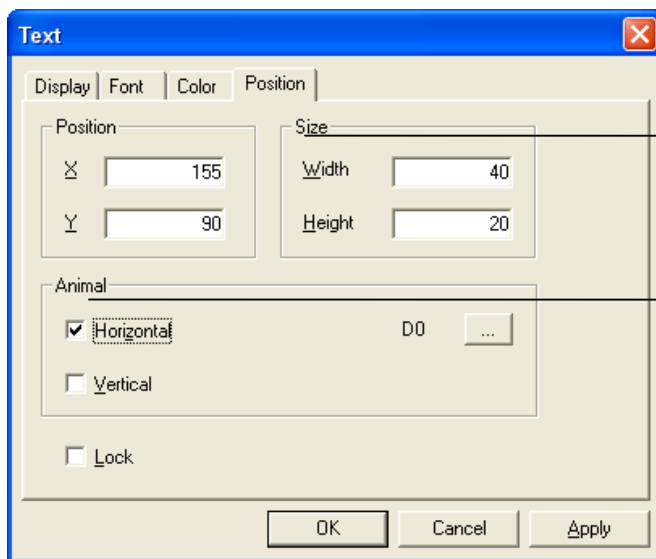 Text
Display Font Color Position
Position
X 155
Y 90
Size
Width 40
Height 20
Animal
Horizontal D0 ...
Vertical
Lock
OK Cancel Apply